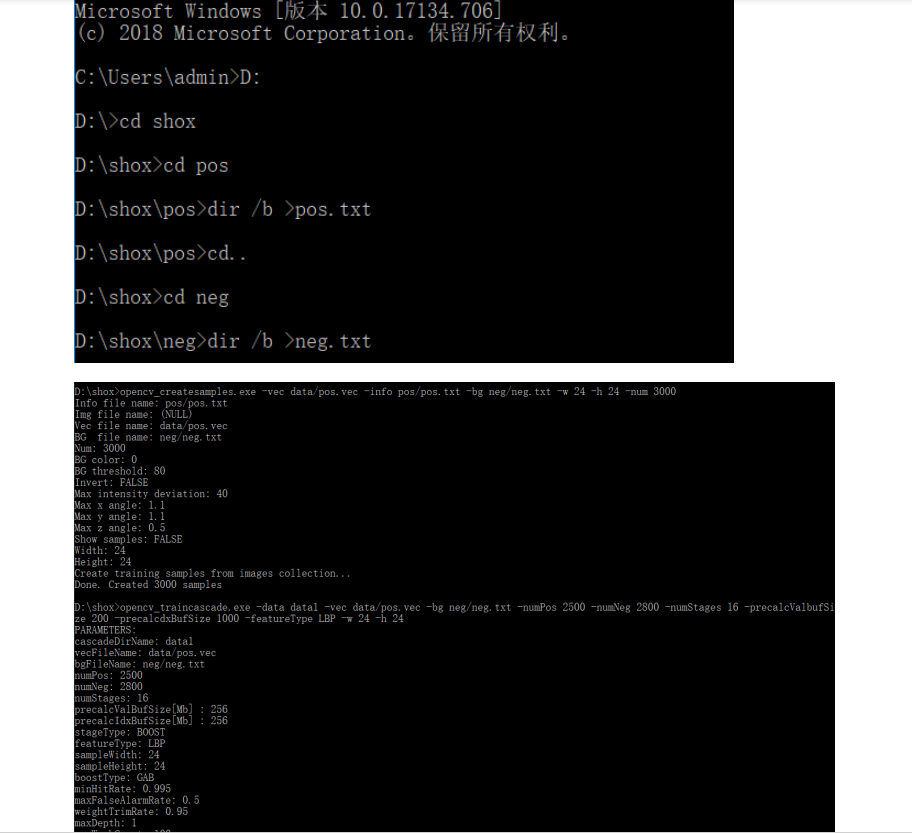 Microsoft Windows [版本 10.0.17134.706]
(c) 2018 Microsoft Corporation。保留所有权利。
C:\Users\admin>D:
D:\>cd shox
D:\shox>cd pos
D:\shox\pos>dir /b >pos.txt
D:\shox\pos>cd..
D:\shox>cd neg
D:\shox\neg>dir /b >neg.txt
D:\shox>opencv_createsamples.exe -vec data/pos.vec -info pos/pos.txt -bg neg/neg.txt -w 24 -h 24 -num 3000
Info file name: pos/pos.txt
Img file name: (NULL)
Vec file name: data/pos.vec
BG  file name: neg/neg.txt
Num: 3000
BG color: 0
BG threshold: 80
Invert: FALSE
Max intensity deviation: 40
Max x angle: 1.1
Max y angle: 1.1
Max z angle: 0.5
Show samples: FALSE
Width: 24
Height: 24
Create training samples from images collection...
Done. Created 3000 samples
D:\shox>opencv_traincascade.exe -data data1 -vec data/pos.vec -bg neg/neg.txt -numPos 2500 -numNeg 2800 -numStages 16 -precalcValbufSi
ze 200 -precalcdxBufSize 1000 -featureType LBP -w 24 -h 24
PARAMETERS:
cascadeDirName: data1
vecFileName: data/pos.vec
bgFileName: neg/neg.txt
numPos: 2500
numNeg: 2800
numStages: 16
precalcValBufSize[Mb] : 256
precalcIdxBufSize[Mb] : 256
stageType: BOOST
featureType: LBP
sampleWidth: 24
sampleHeight: 24
boostType: GAB
minHitRate: 0.995
maxFalseAlarmRate: 0.5
weightTrimRate: 0.95
maxDepth: 1